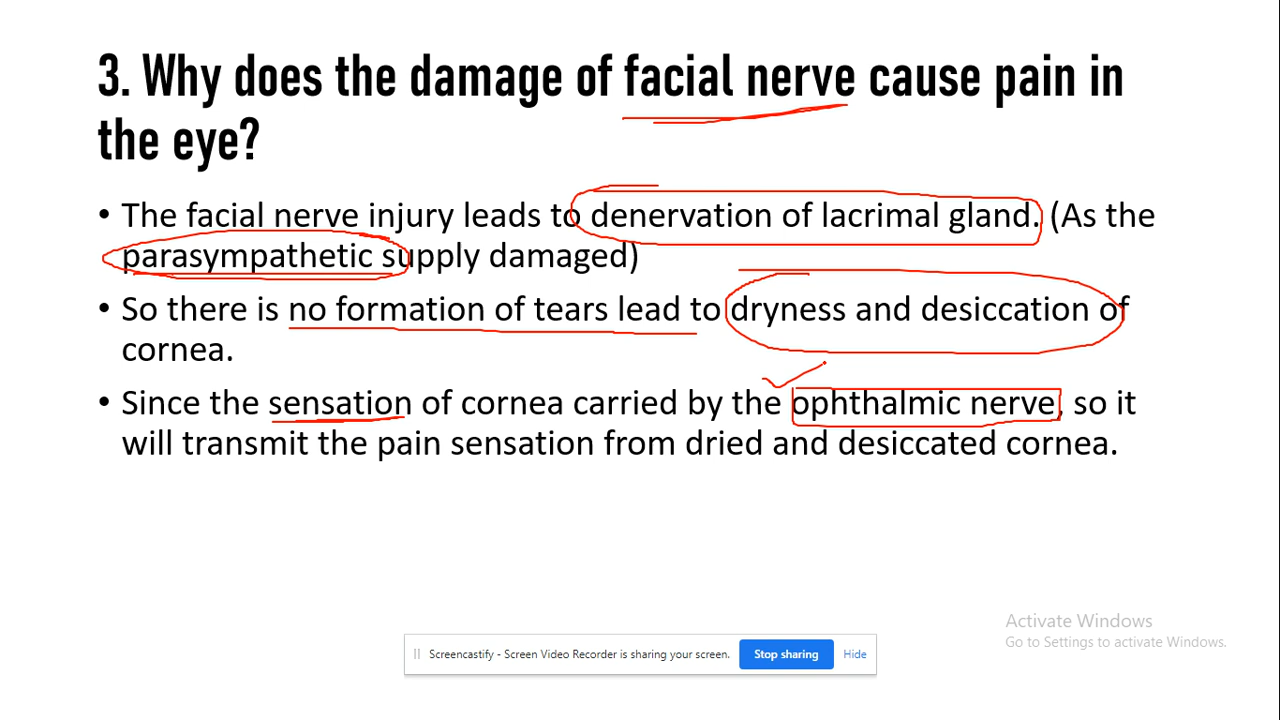 3. Why does the damage of facial nerve cause pain in
the eye?
• The facial nerve injury leads to denervation of lacrimal gland. (As the
parasympathetic supply damaged)
• So there is no formation of tears lead to dryness and desiccation of
cornea.
• Since the sensation of cornea carried by the ophthalmic nerve, so it
will transmit the pain sensation from dried and desiccated cornea.
Activate Windows
Go to Settings to activate Windows.
Screencastify - Screen Video Recorder is sharing your screen. Stop sharing Hide